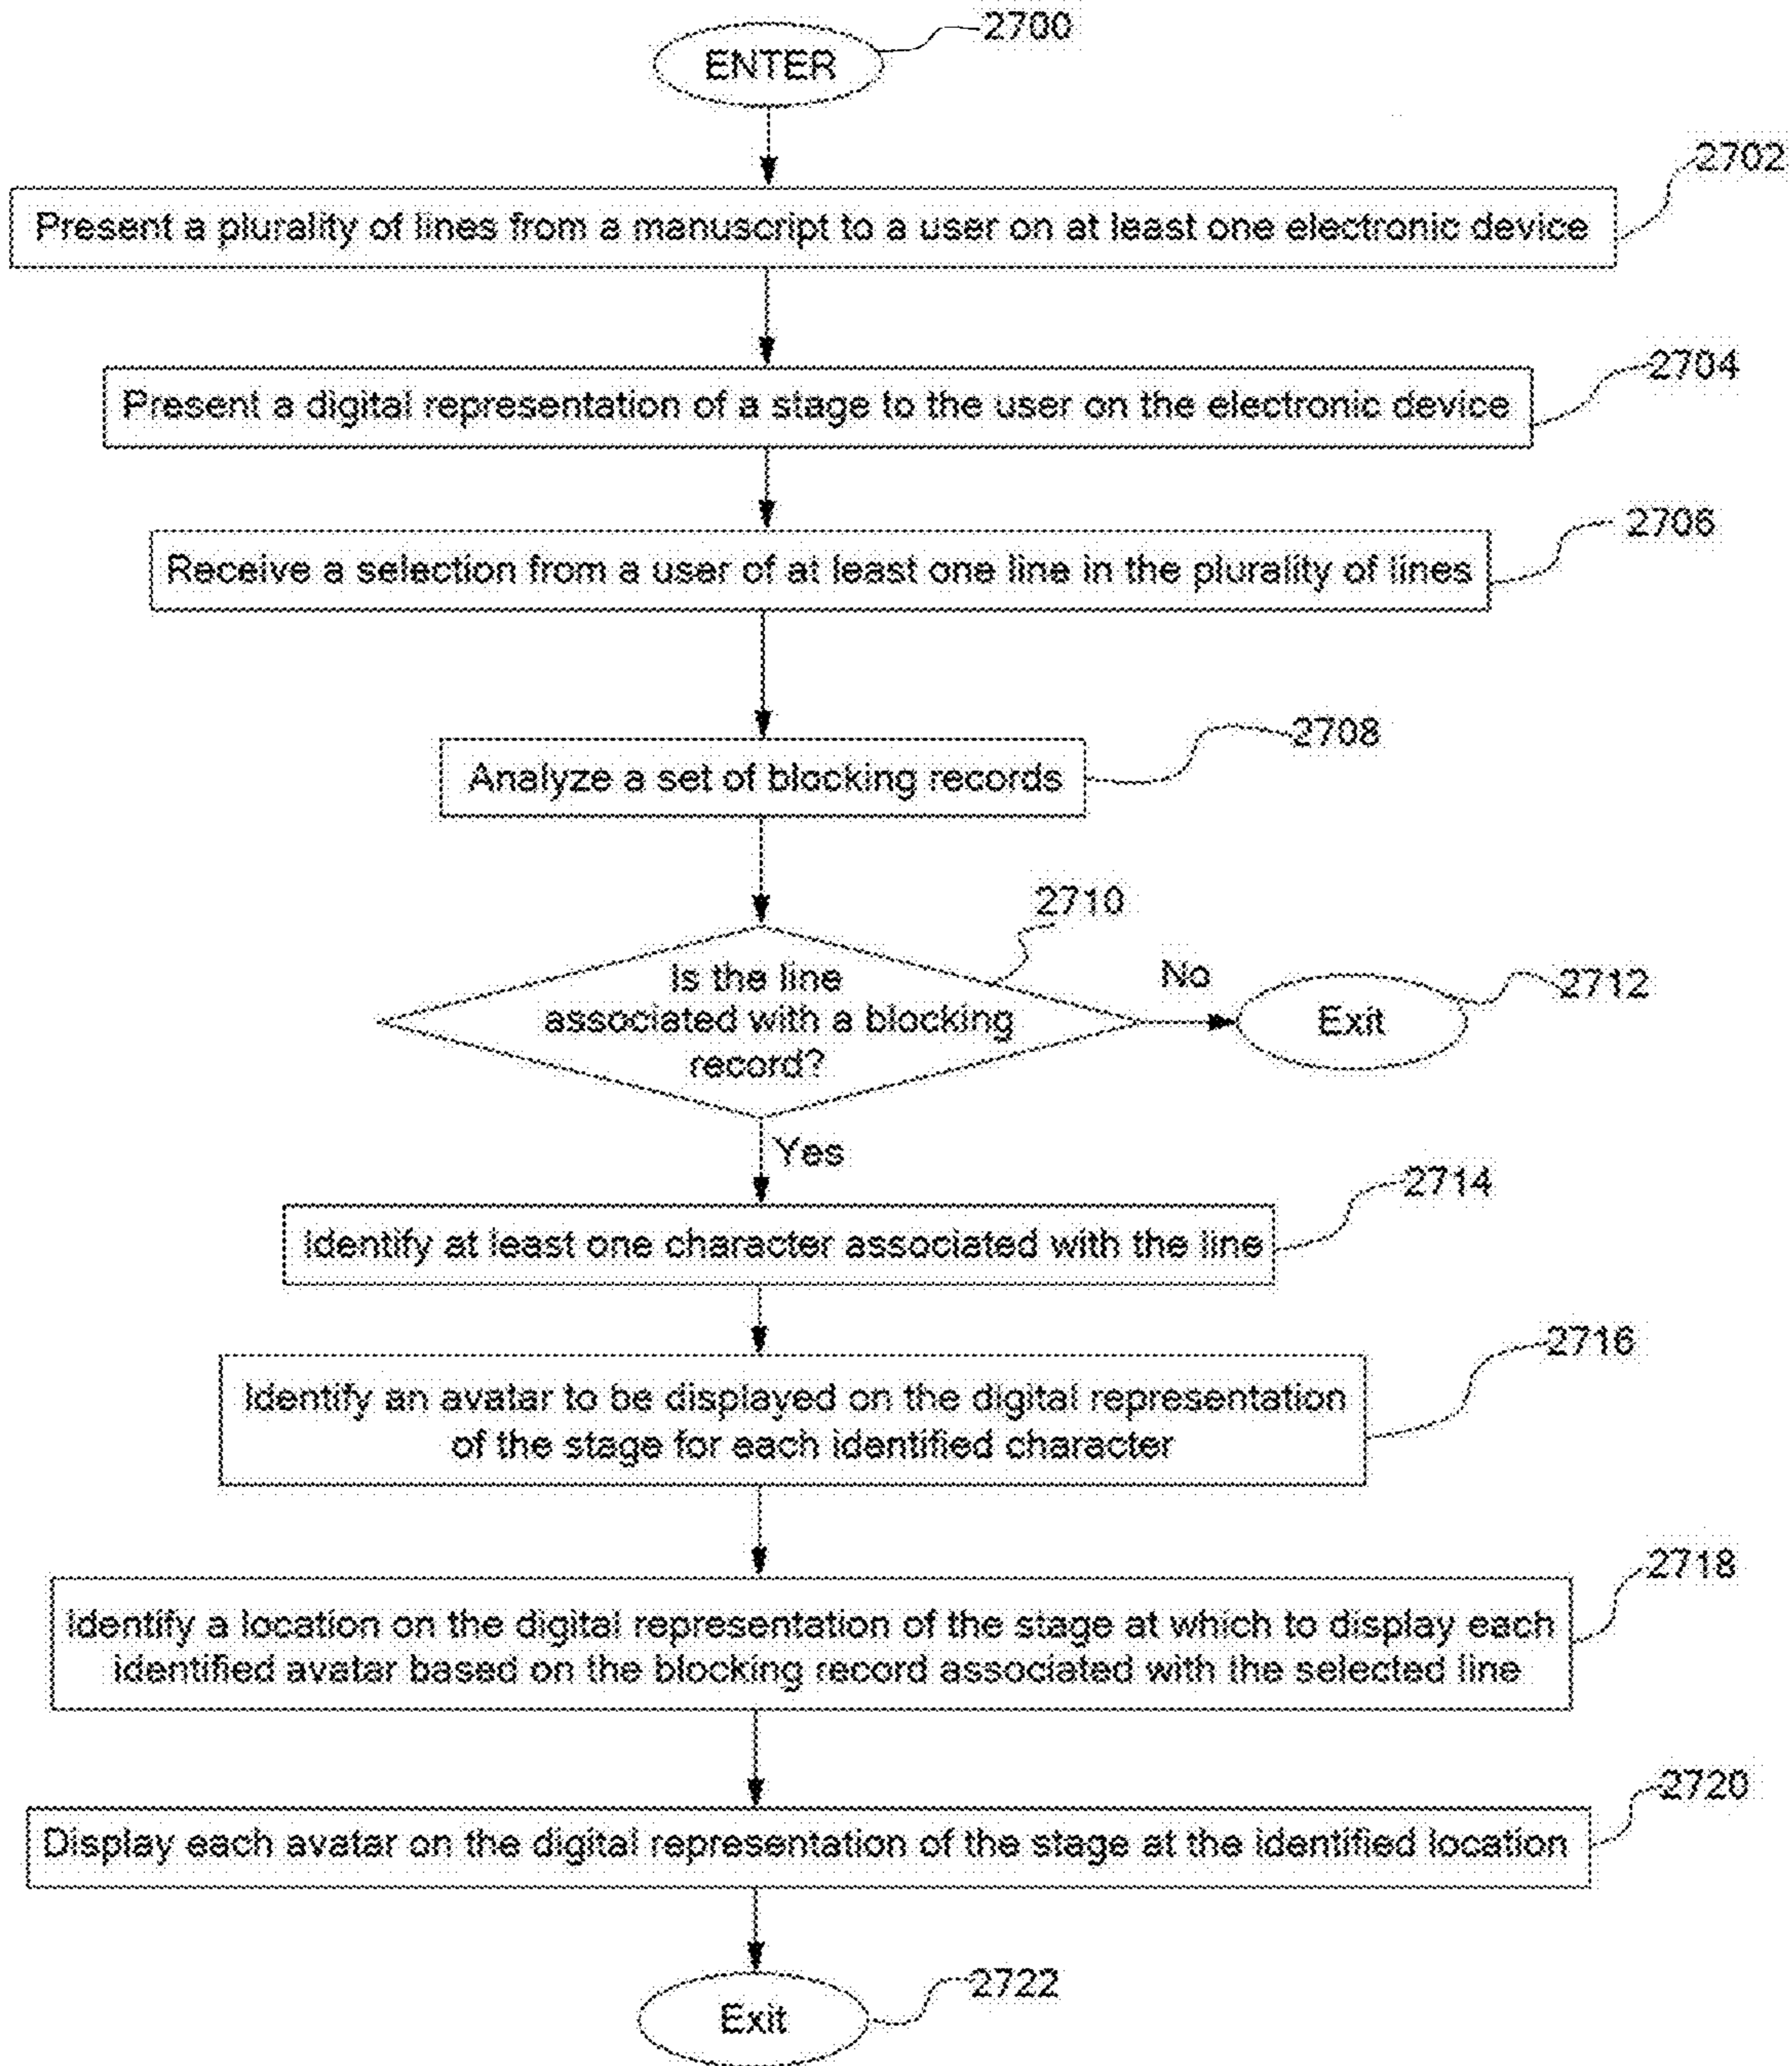 2700
ENTER
2702
Present a plurality of lines from a manuscript to a user on at least one electronic device
2704
Present a digital representation of a stage to the user on the electronic device
2706
Receive a selection from a user of at least one line in the plurality of lines
2708
Analyze a set of blocking records
2710
Is the line
associated with a blocking
record?
No
Exit
2712
Yes
2714
Identify at least one character associated with the line
2716
Identify an avatar to be displayed on the digital representation
of the stage for each identified character
2718
Identify a location on the digital representation of the stage at which to display each
identified avatar based on the blocking record associated with the selected line
2720
Display each avatar on the digital representation of the stage at the identified location
2722
Exit